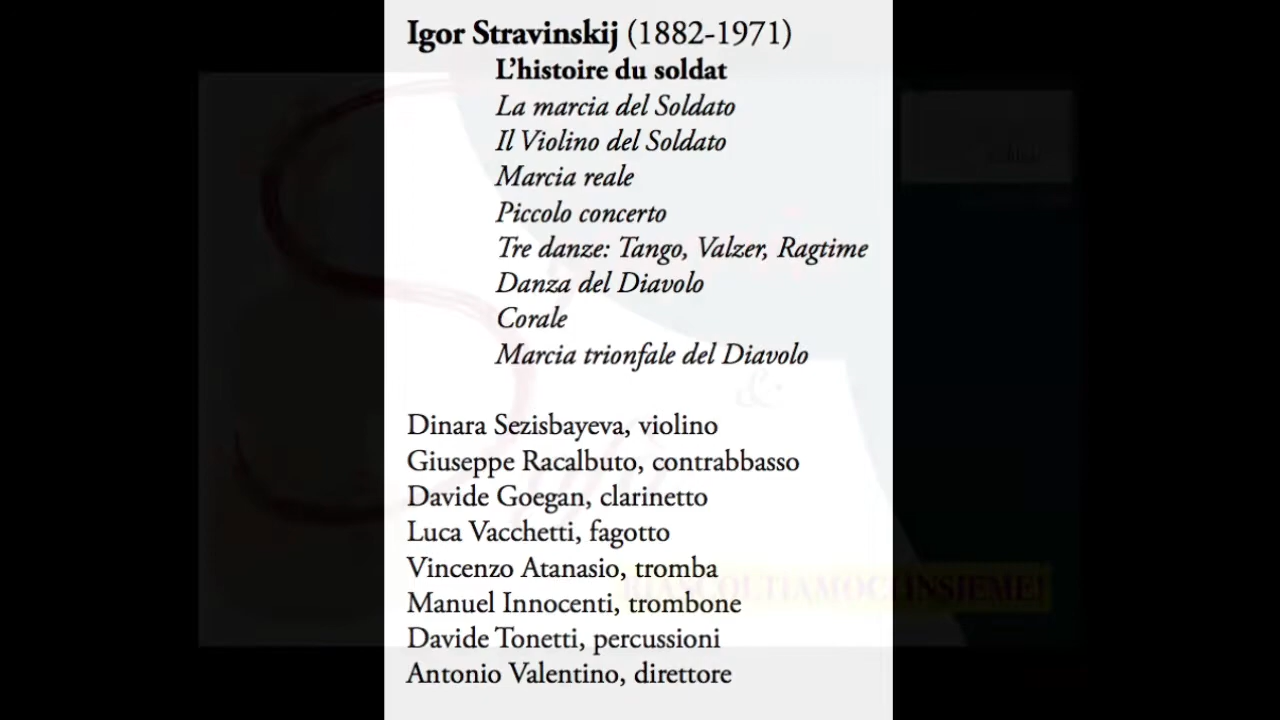 Igor Stravinskij (1882-1971)
L'histoire du soldat
La marcia del Soldato
Il Violino del Soldato
Marcia reale
Piccolo concerto
Tre danze: Tango, Valzer, Ragtime
Danza del Diavolo
Corale
Marcia trionfale del Diavolo
&
Dinara Sezisbayeva, violino
Giuseppe Racalbuto, contrabbasso
Davide Goegan, clarinetto
Luca Vacchetti, fagotto
Vincenzo Atanasio, tromba
RIASCOLTIAMOCI INSIEME!
Manuel Innocenti, trombone
Davide Tonetti, percussioni
Antonio Valentino, direttore